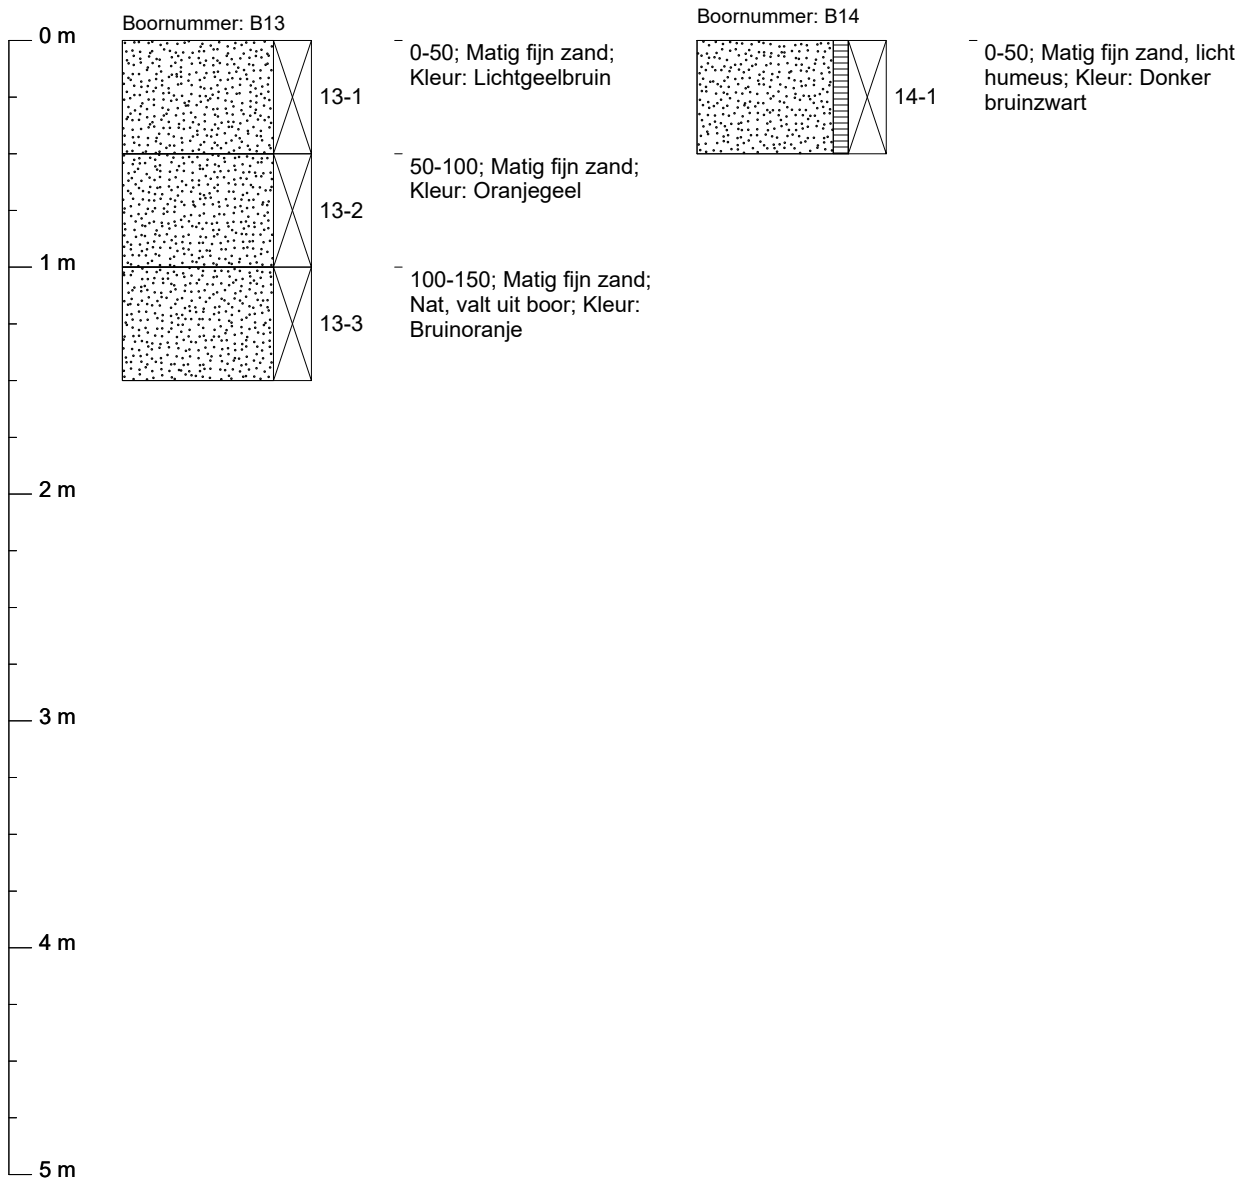 Boornummer: B13
0 m
13-1
0-50; Matig fijn zand;
Kleur: Lichtgeelbruin
13-2
50-100; Matig fijn zand;
Kleur: Oranjegeel
1 m
13-3
100-150; Matig fijn zand;
Nat, valt uit boor; Kleur:
Bruinoranje
Boornummer: B14
14-1
0-50; Matig fijn zand, licht
humeus; Kleur: Donker
bruinzwart
2 m
3 m
4 m
5 m